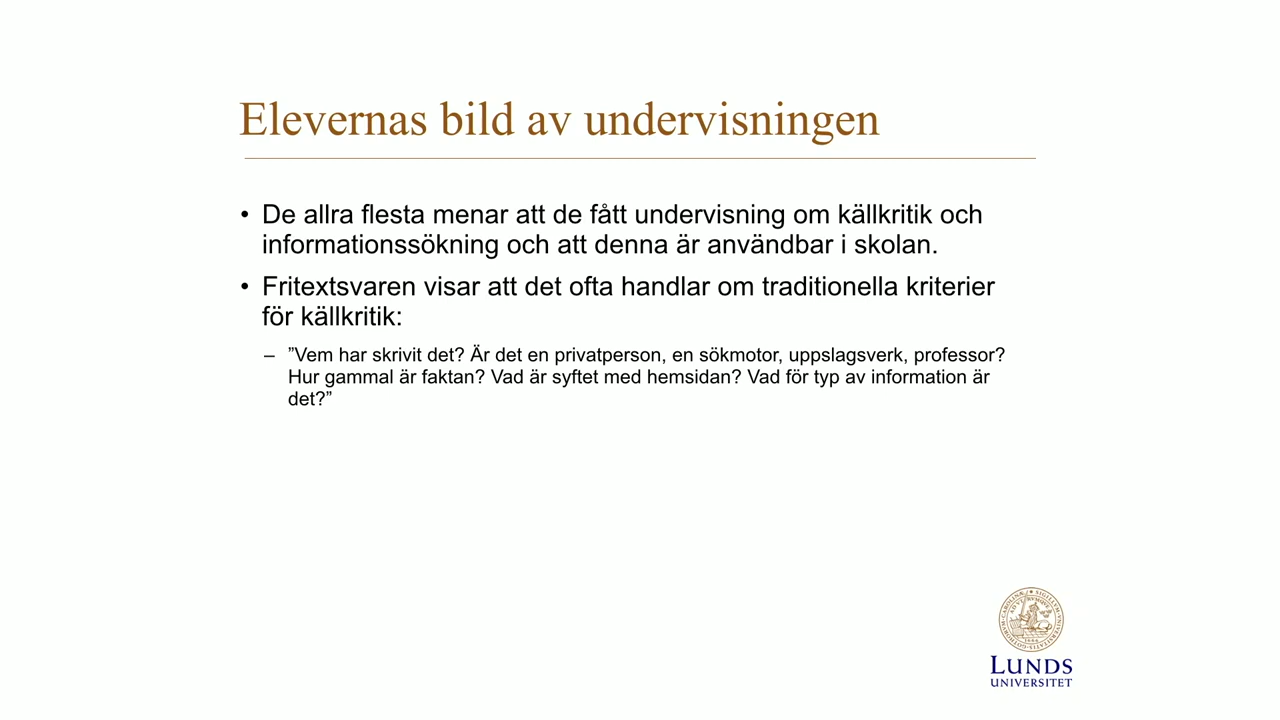 Elevernas bild av undervisningen
• De allra flesta menar att de fått undervisning om källkritik och
informationssökning och att denna är användbar i skolan.
• Fritextsvaren visar att det ofta handlar om traditionella kriterier
för källkritik:
– ”Vem har skrivit det? Är det en privatperson, en sökmotor, uppslagsverk, professor?
Hur gammal är faktan? Vad är syftet med hemsidan? Vad för typ av information är
det?”
LUNDS
UNIVERSITET